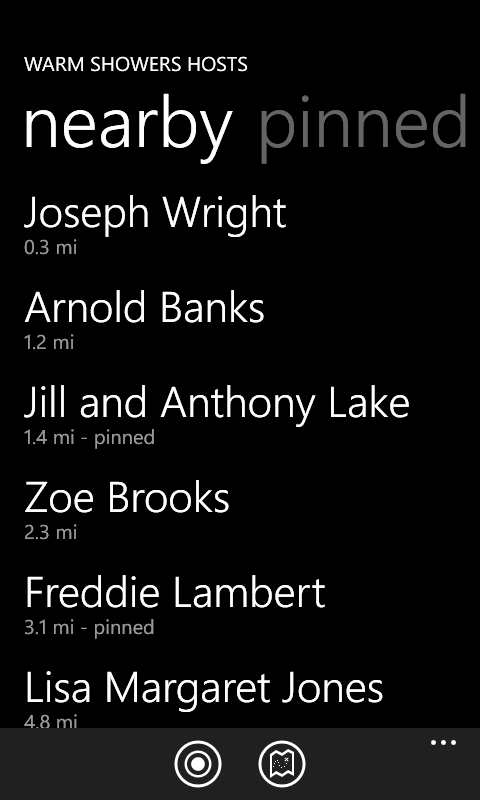 WARM SHOWERS HOSTS
nearby pinned
Joseph Wright
0.3 mi
Arnold Banks
1.2 mi
Jill and Anthony Lake
1.4 mi - pinned
Zoe Brooks
2.3 mi
Freddie Lambert
3.1 mi - pinned
Lisa Margaret Jones
4.8 mi